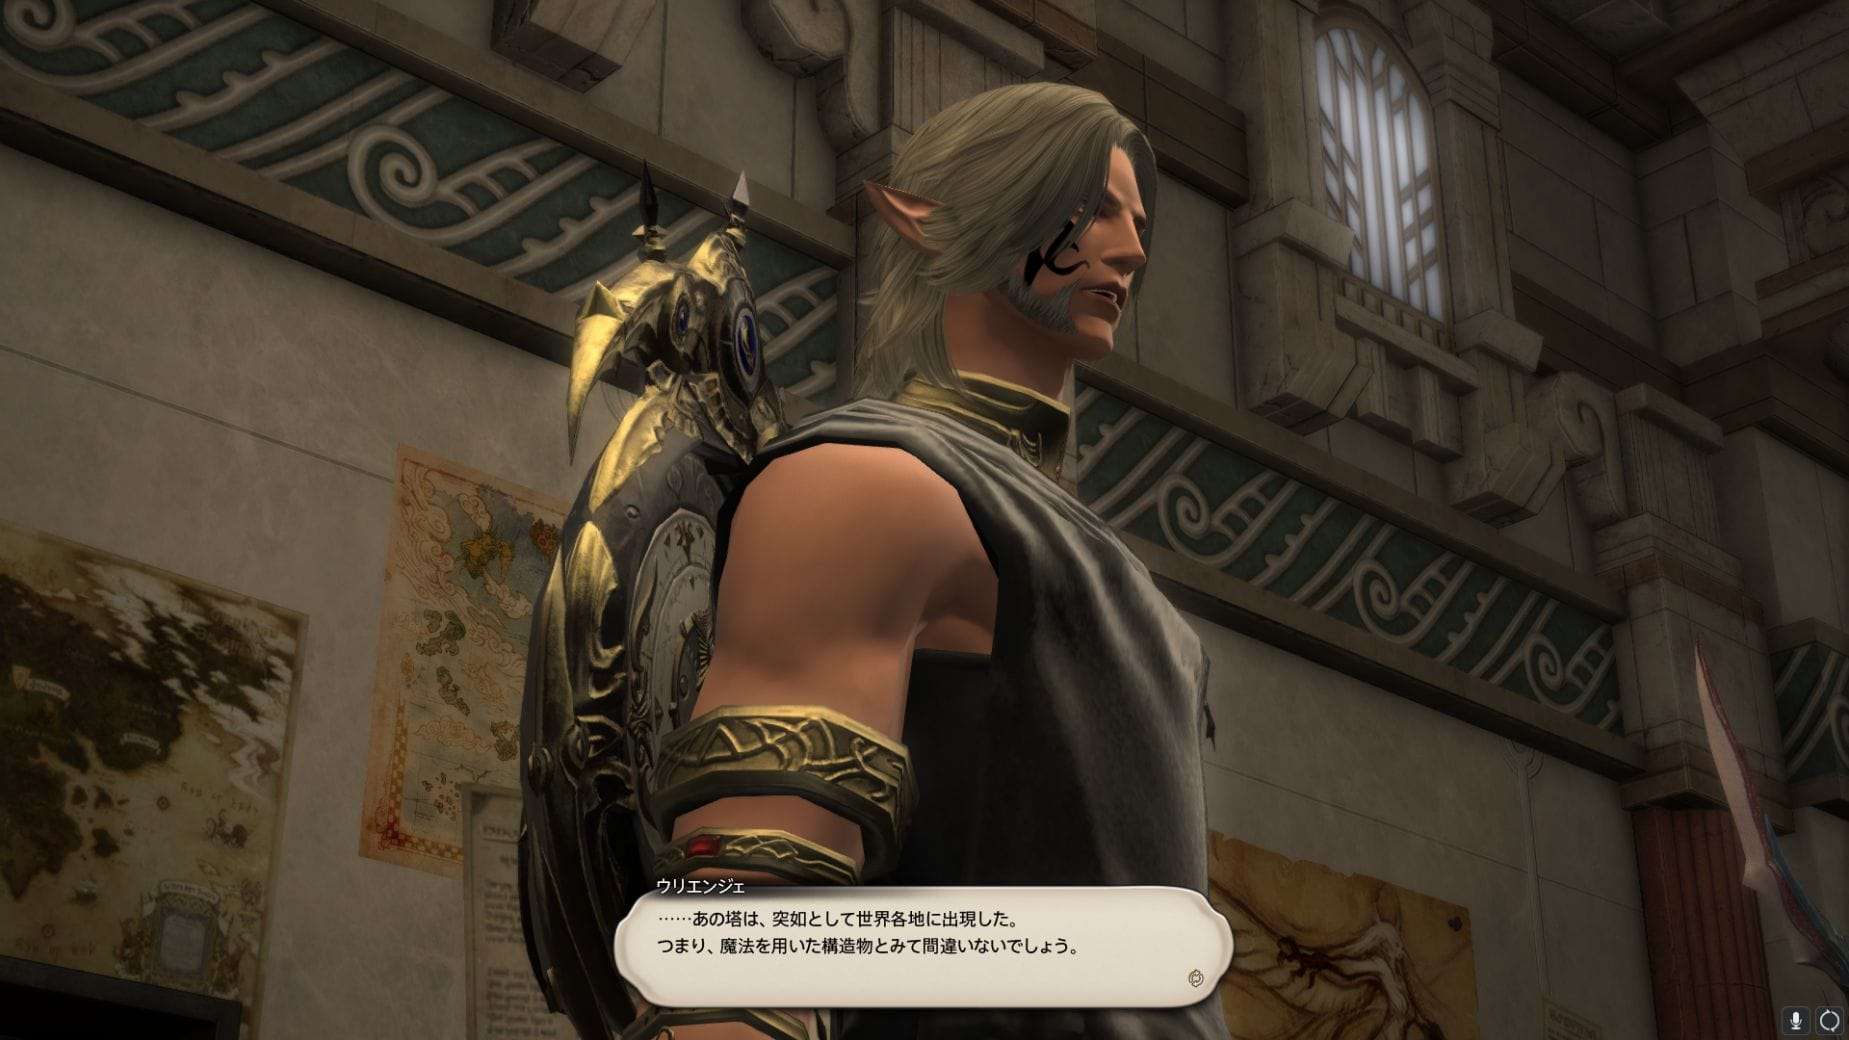 ウリエンジェ
……あの塔は、突如として世界各地に出現した。
つまり、魔法を用いた構造物とみて間違いないでしょう。